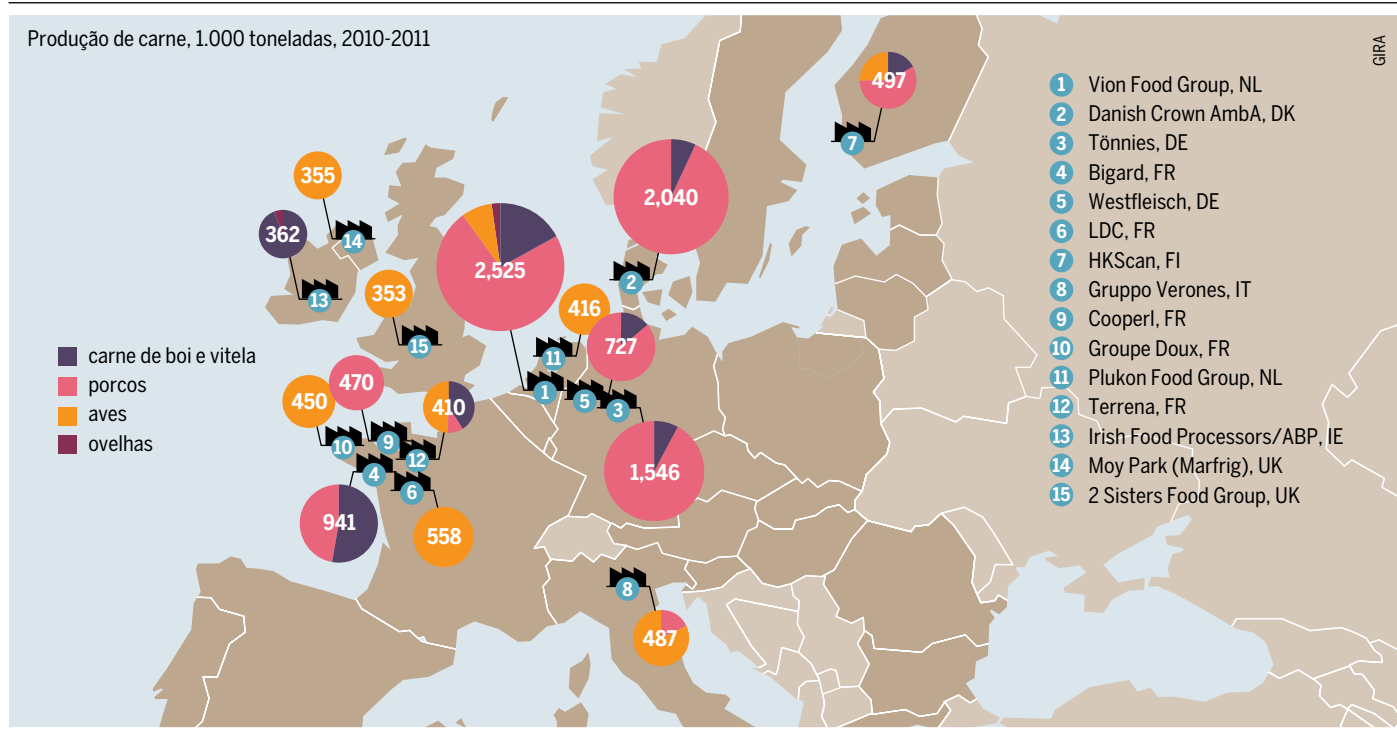 Produção de carne, 1.000 toneladas, 2010-2011
GIRA
1 Vion Food Group, NL
2 Danish Crown AmbA, DK
3 Tönnies, DE
4 Bigard, FR
5 Westfleisch, DE
6 LDC, FR
7 HKScan, FI
8 Gruppo Verones, IT
9 Cooperl, FR
10 Groupe Doux, FR
11 Plukon Food Group, NL
12 Terrena, FR
13 Irish Food Processors/ABP, IE
14 Moy Park (Marfrig), UK
15 2 Sisters Food Group, UK
497
7
355
2,040
362
14
2,525
2
13
353
416
15
727
11
carne de boi e vitela
porcos
aves
ovelhas
470
450
410
1
5
3
10
9
12
4
6
1,546
941
558
8
487